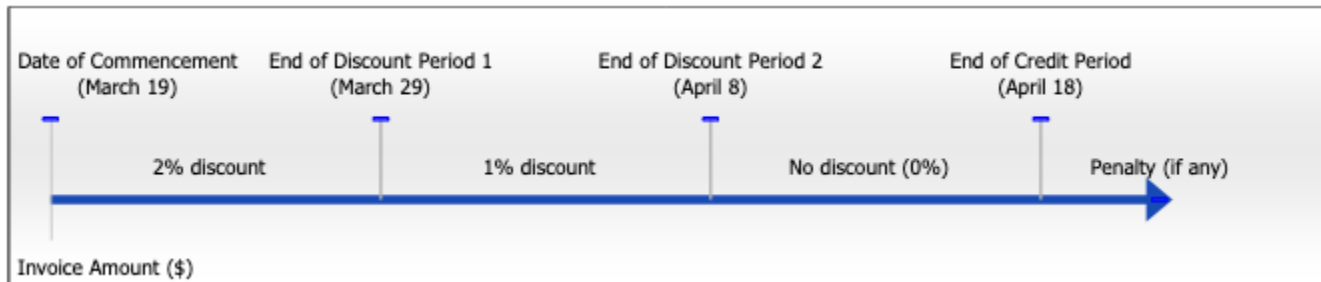 Date of Commencement
(March 19)
End of Discount Period 1
(March 29)
End of Discount Period 2
(April 8)
End of Credit Period
(April 18)
2% discount
1% discount
No discount (0%)
Penalty (if any)
Invoice Amount ($)